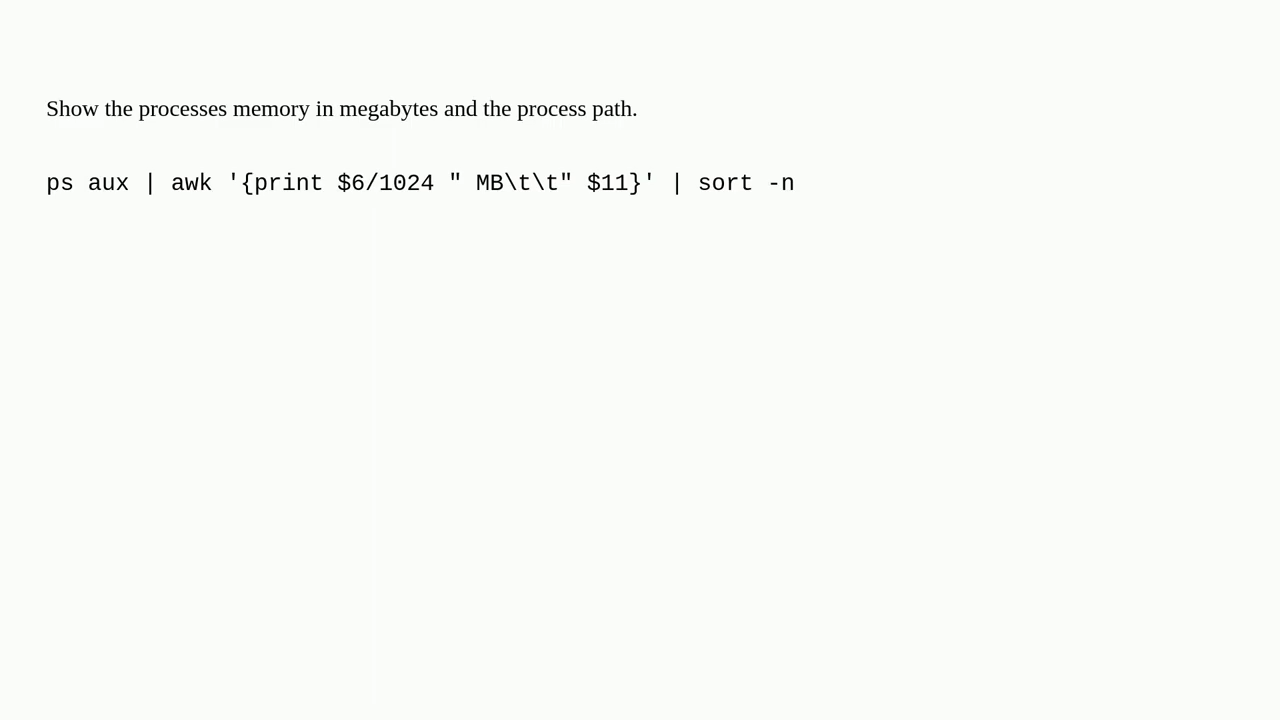 Show the processes memory in megabytes and the process path.
ps aux | awk '{print $6/1024 " MB\t\t" $11}' | sort -n